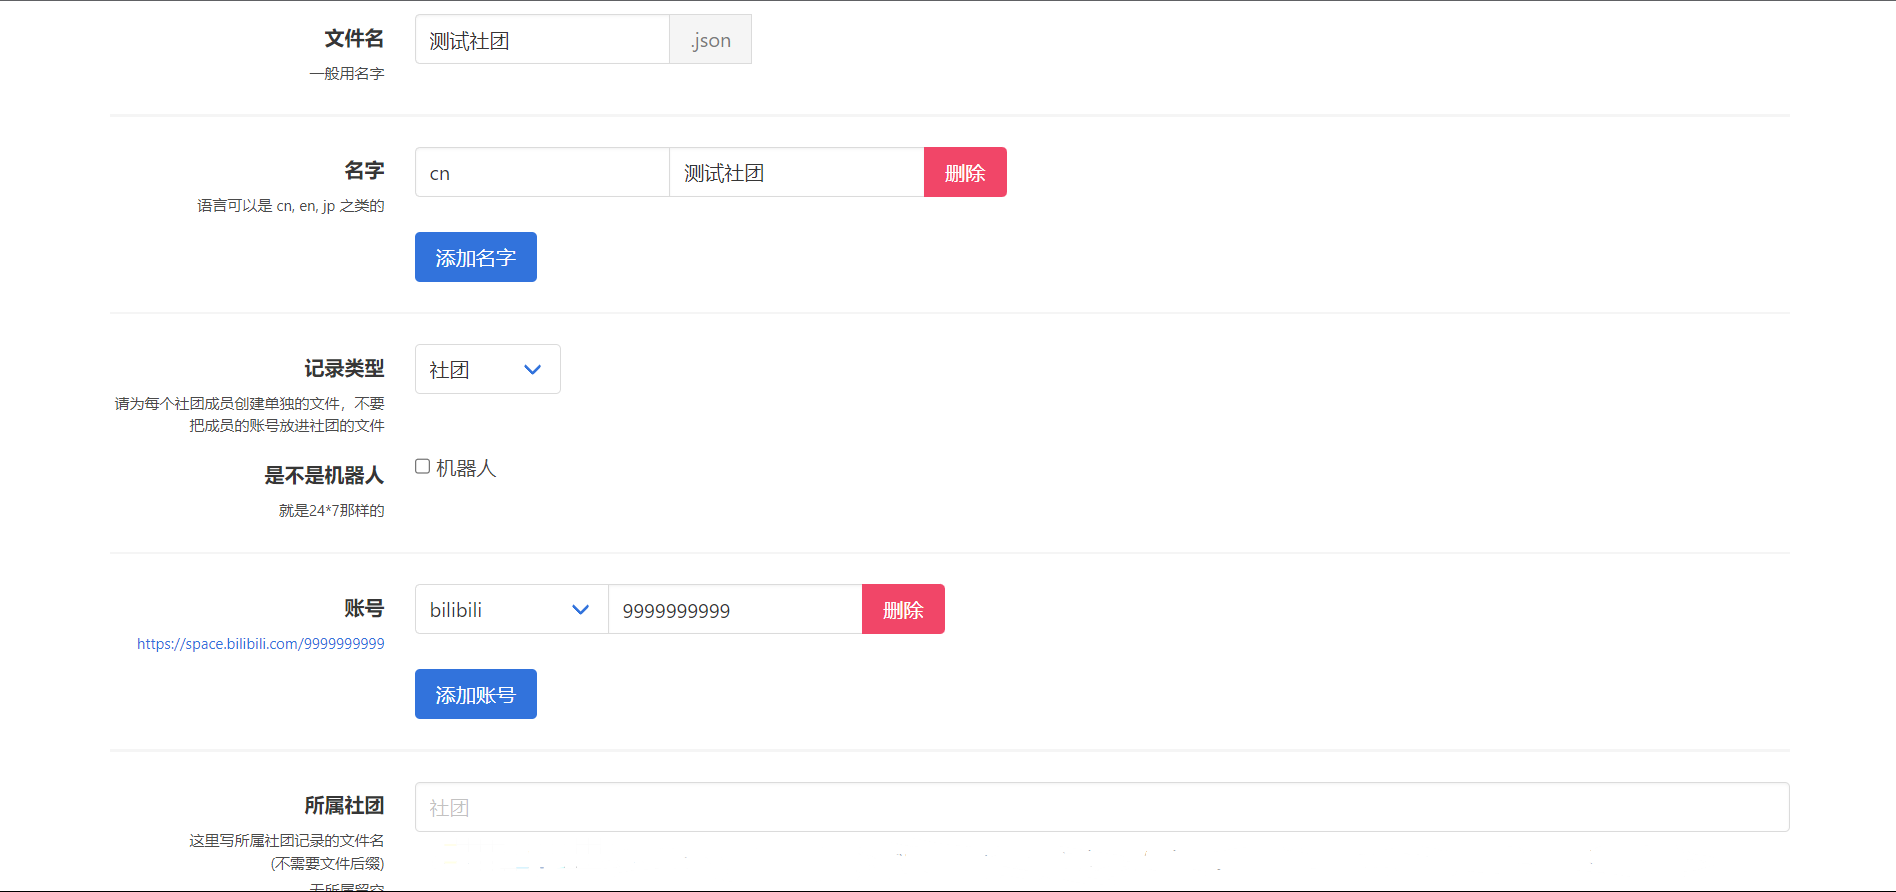 文件名
测试社团 .json
一般用名字
名字
cn 测试社团 删除
语言可以是 cn, en, jp 之类的
添加名字
记录类型
社团
请为每个社团成员创建单独的文件，不要
把成员的账号放进社团的文件
是不是机器人
机器人
就是24*7那样的
账号
bilibili 9999999999 删除
https://space.bilibili.com/9999999999
添加账号
所属社团
社团
这里写所属社团记录的文件名
(不需要文件后缀)
无所属留空